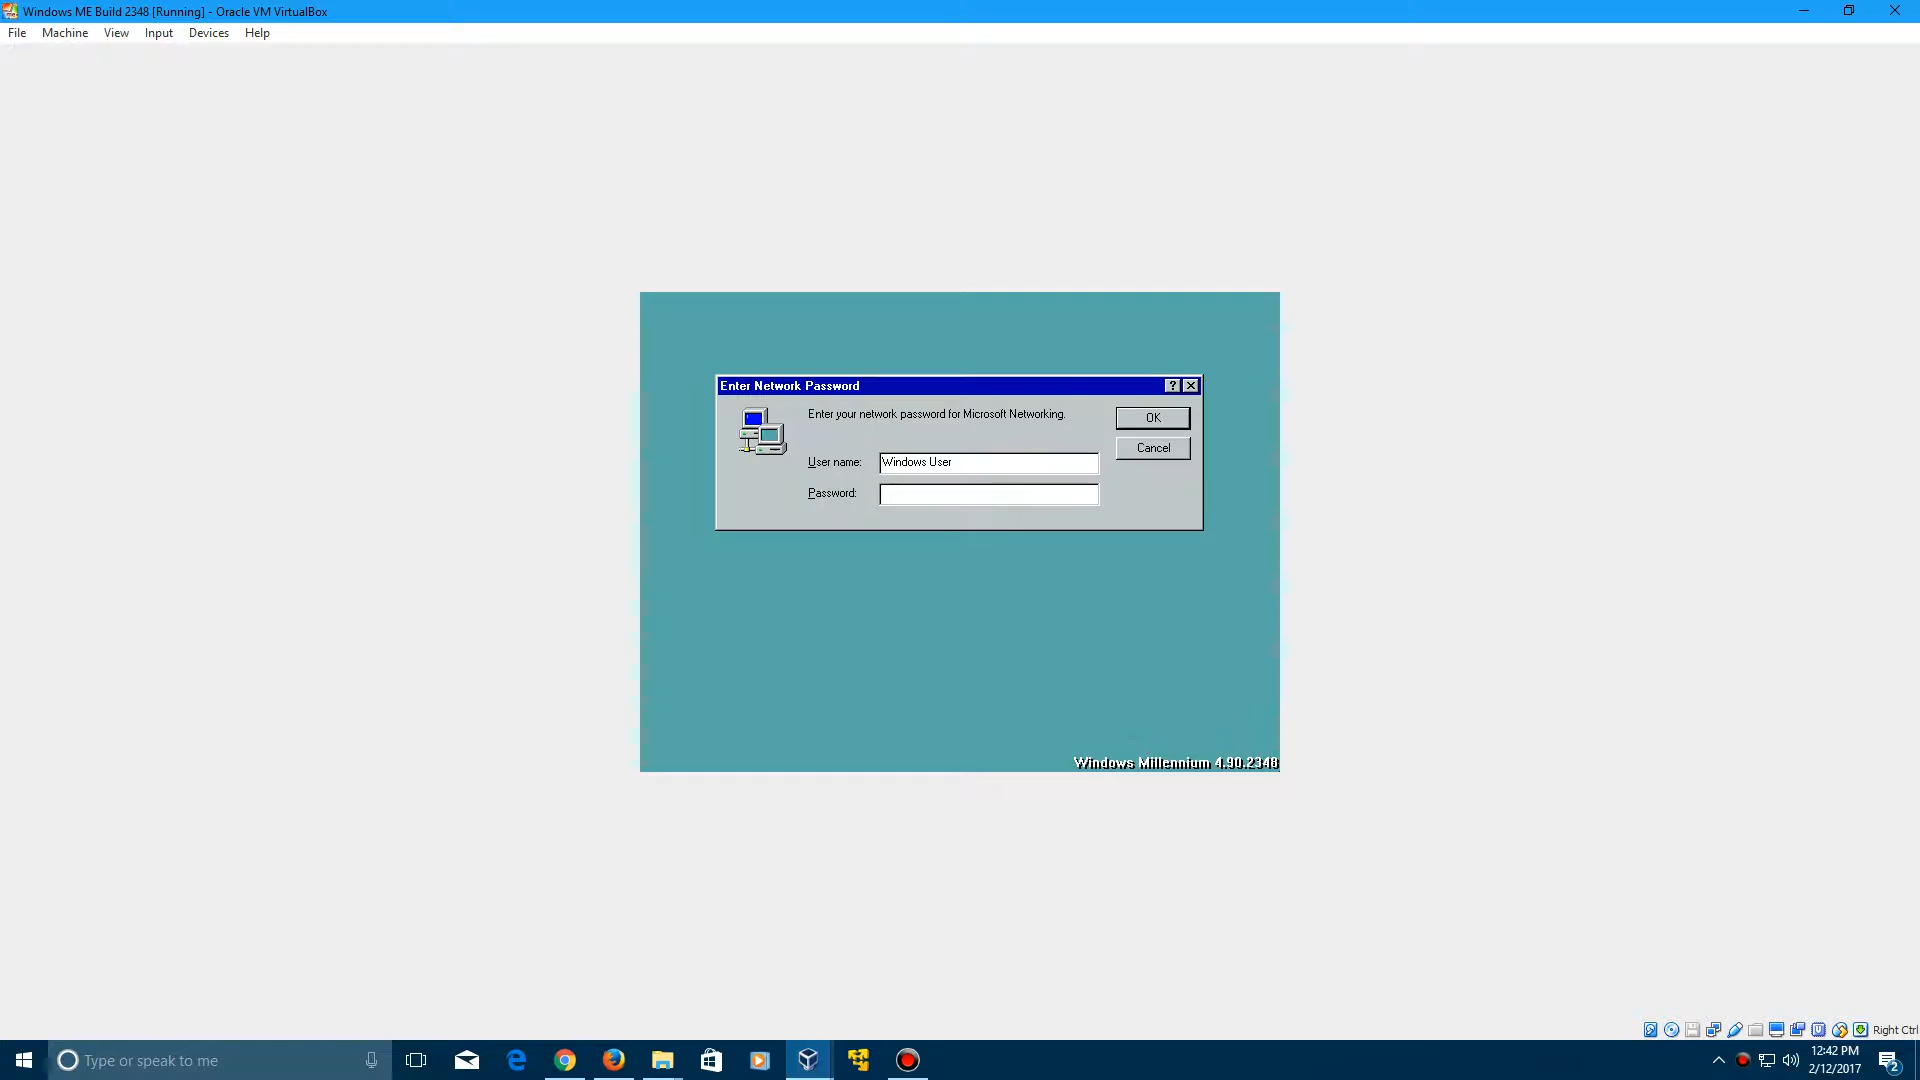 Windows ME Build 2348 [Running] - Oracle VM VirtualBox
File Machine View Input Devices Help
Enter Network Password
Enter your network password for Microsoft Networking.
OK
Cancel
User name: Windows User
Password:
Windows Millennium 4.90.2348
Right Ctrl
Type or speak to me
12:42 PM
2/12/2017
2